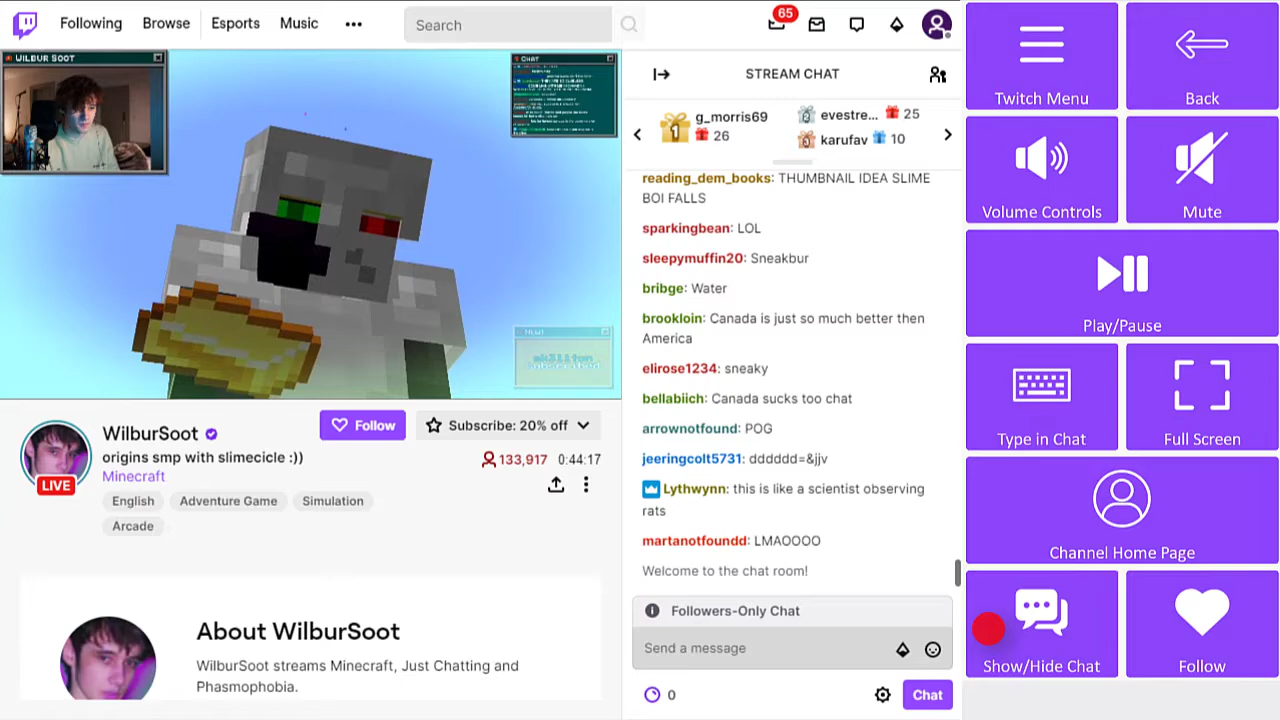 Following Browse Esports Music
Search
65
WILBUR SOOT
CHAT
NEW!
subscribed
WilburSoot
Follow
Subscribe: 20% off
origins smp with slimecicle :))
133,917 0:44:17
Minecraft
LIVE
English Adventure Game Simulation
Arcade
About WilburSoot
WilburSoot streams Minecraft, Just Chatting and
Phasmophobia.
STREAM CHAT
1 g_morris69 26
2 evestre... 25
3 karufav 10
reading_dem_books: THUMBNAIL IDEA SLIME
BOI FALLS
sparkingbean: LOL
sleepymuffin20: Sneakbur
bribge: Water
brookloin: Canada is just so much better then
America
elirose1234: sneaky
bellabiich: Canada sucks too chat
arrownotfound: POG
jeeringcolt5731: dddddd=&jjv
Lythwynn: this is like a scientist observing
rats
martanotfoundd: LMAOOOO
Welcome to the chat room!
Followers-Only Chat
Send a message
0
Chat
Twitch Menu
Back
Volume Controls
Mute
Play/Pause
Type in Chat
Full Screen
Channel Home Page
Show/Hide Chat
Follow